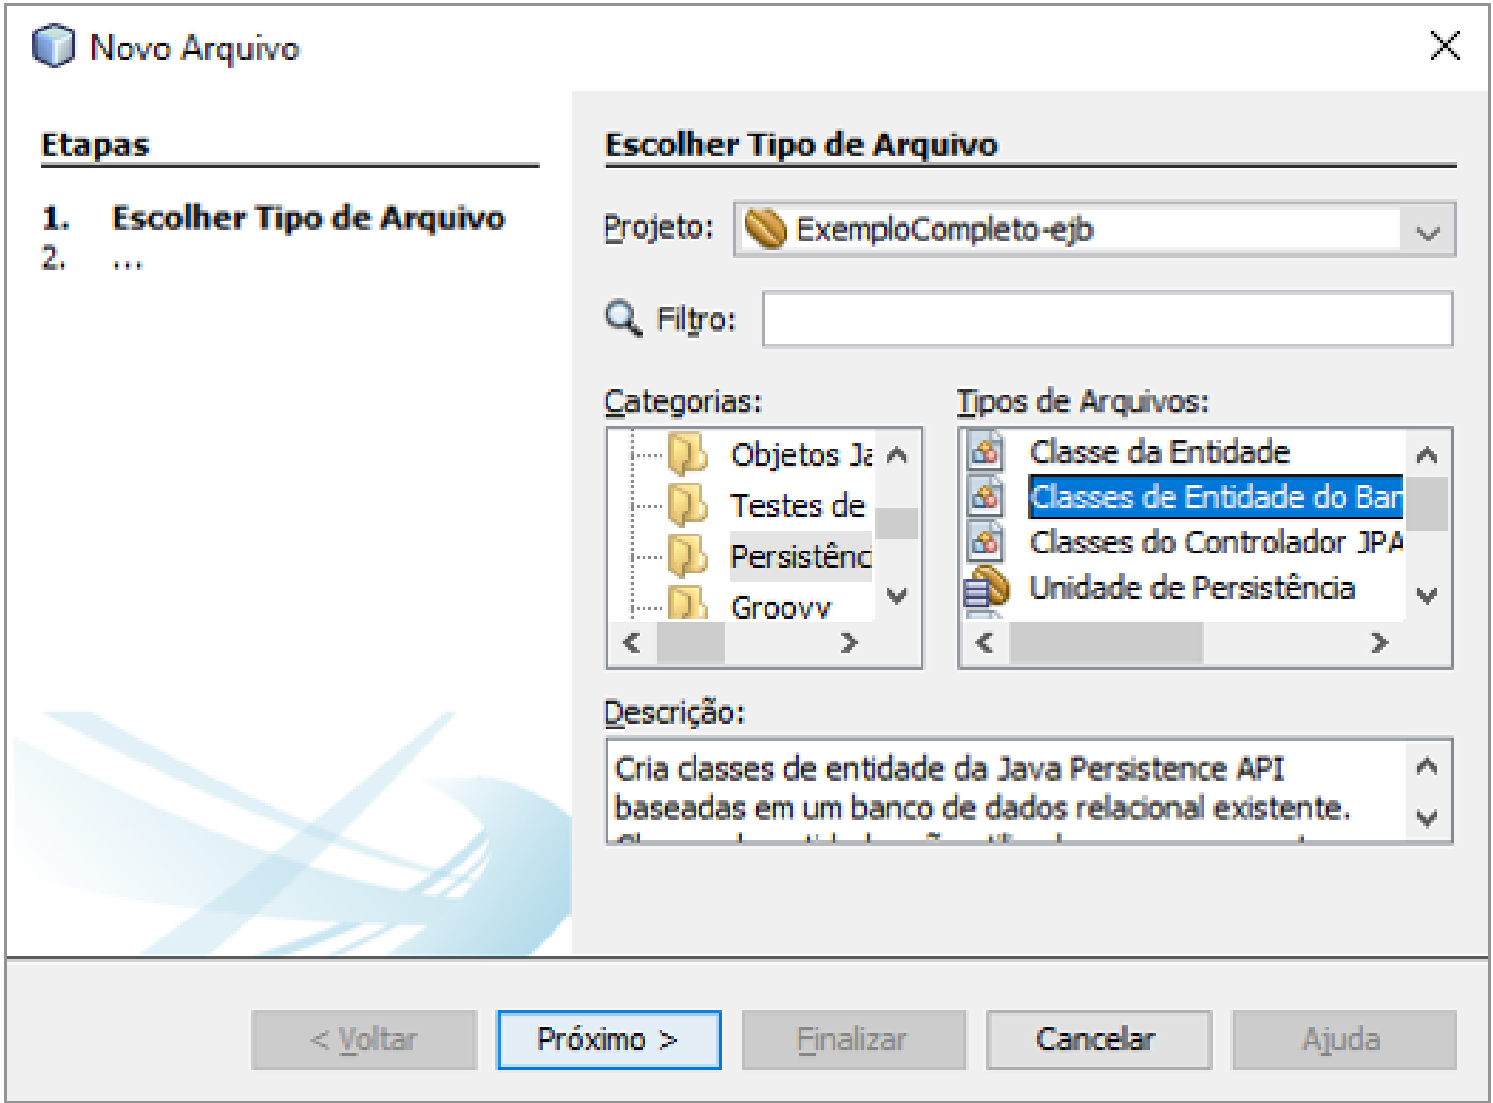 Novo Arquivo
Etapas
1. Escolher Tipo de Arquivo
2. ...
Escolher Tipo de Arquivo
Projeto: ExemploCompleto-ejb
Filtro:
Categorias:
Objetos Ja
Testes de
Persistênc
Groovy
Tipos de Arquivos:
Classe da Entidade
Classes de Entidade do Ban
Classes do Controlador JPA
Unidade de Persistência
Descrição:
Cria classes de entidade da Java Persistence API
baseadas em um banco de dados relacional existente.
< Voltar
Próximo >
Finalizar
Cancelar
Ajuda